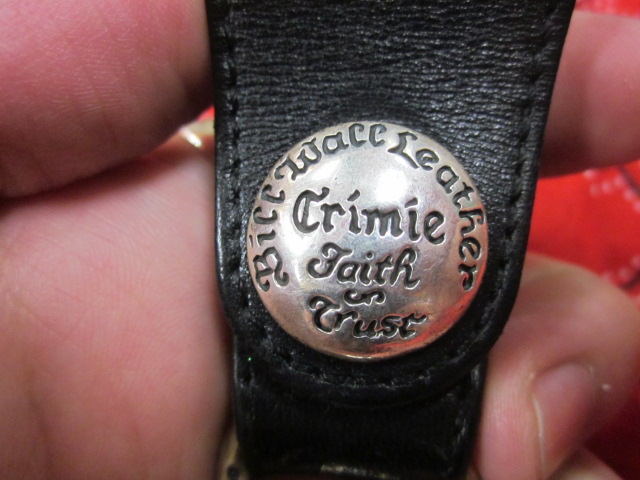 Bill Wall Leather
Crimie
Faith
n
Trust